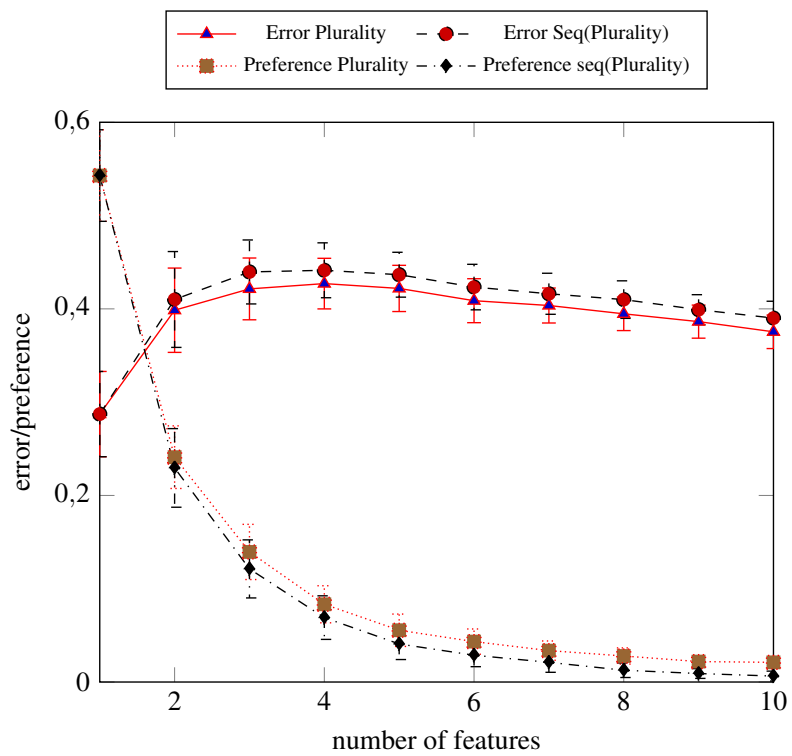 Error Plurality Error Seq(Plurality)
Preference Plurality Preference seq(Plurality)
0,6
0,4
0,2
0
2 4 6 8 10
error/preference
number of features